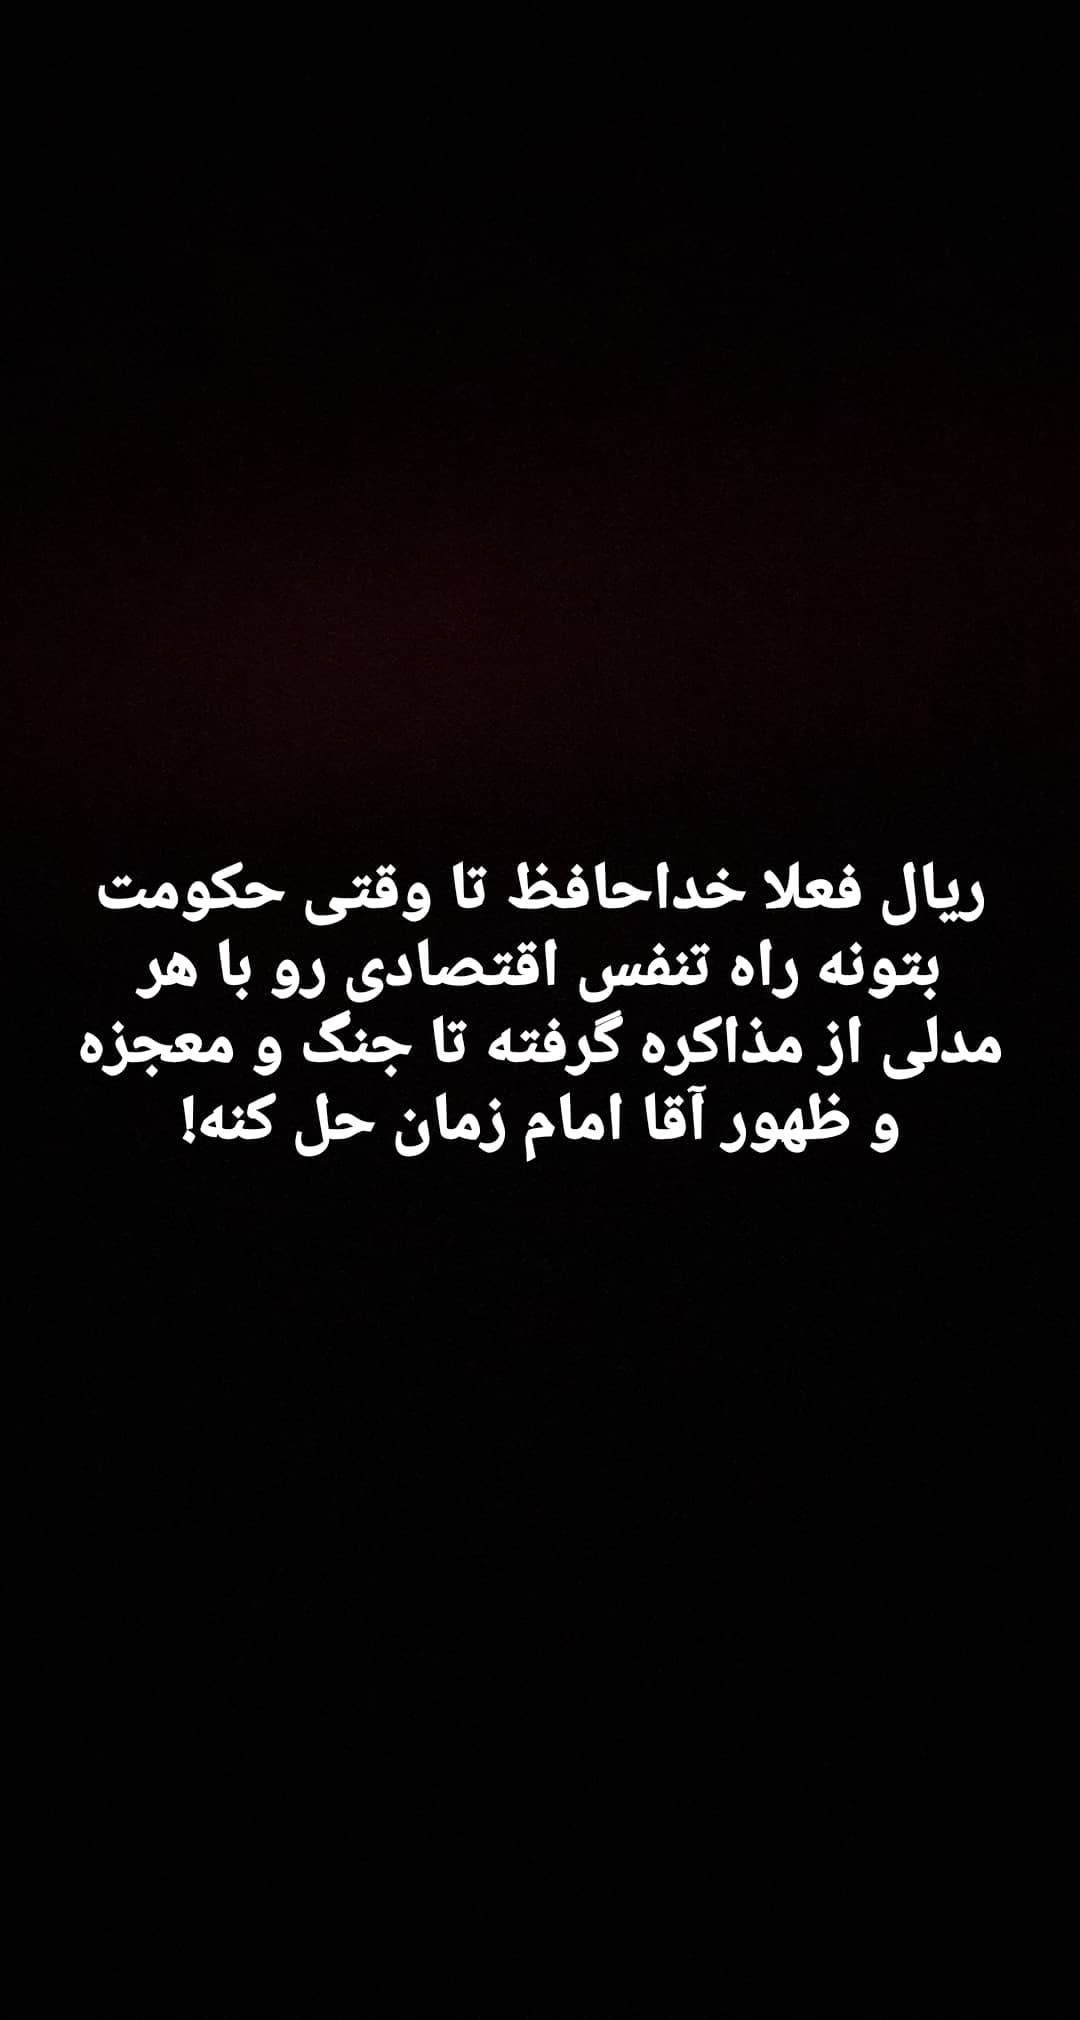 ریال فعلا خداحافظ تا وقتی حکومت
بتونه راه تنفس اقتصادی رو با هر
مدلی از مذاکره گرفته تا جنگ و معجزه
و ظهور آقا امام زمان حل کنه!